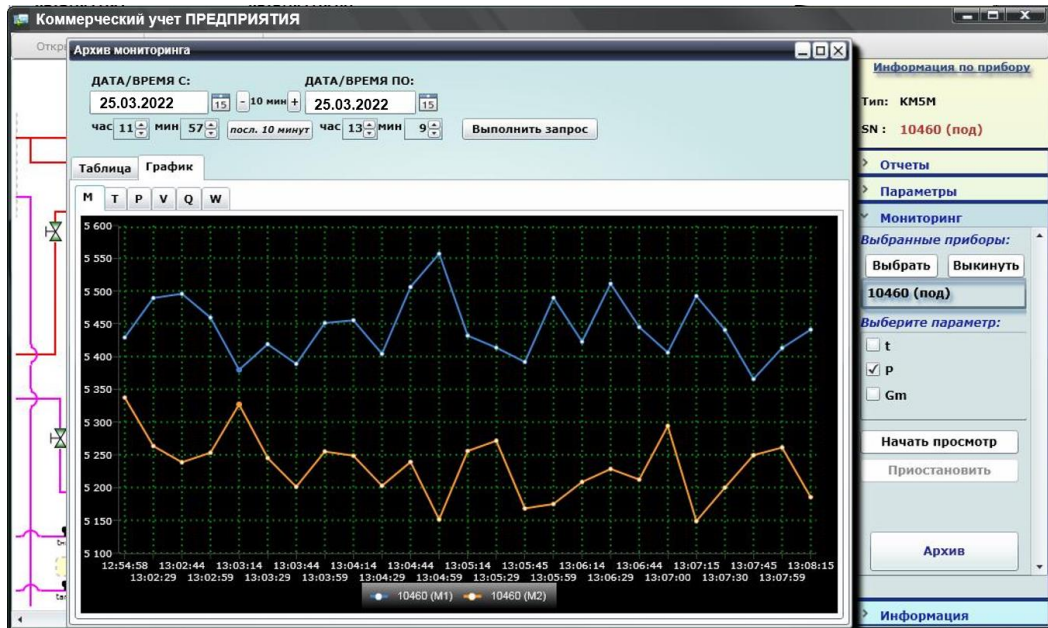 Коммерческий учет ПРЕДПРИЯТИЯ
Архив мониторинга
ДАТА/ВРЕМЯ С: ДАТА/ВРЕМЯ ПО:
25.03.2022 15 - 10 мин + 25.03.2022 15
час 11 мин 57 посл. 10 минут час 13 мин 9 Выполнить запрос
Таблица График
M T P V Q W
5 600
5 550
5 500
5 450
5 400
5 350
5 300
5 250
5 200
5 150
5 100
12:54:58 13:02:44 13:03:14 13:03:44 13:04:14 13:04:44 13:05:14 13:05:45 13:06:14 13:06:44 13:07:15 13:07:45 13:08:15
13:02:29 13:02:59 13:03:29 13:03:59 13:04:29 13:04:59 13:05:29 13:05:59 13:06:29 13:07:00 13:07:30 13:07:59
10460 (M1) 10460 (M2)
Информация по прибору
Тип: КМ5М
SN : 10460 (под)
Отчеты
Параметры
Мониторинг
Выбранные приборы:
Выбрать Выкинуть
10460 (под)
Выберите параметр:
t
P
Gm
Начать просмотр
Приостановить
Архив
Информация